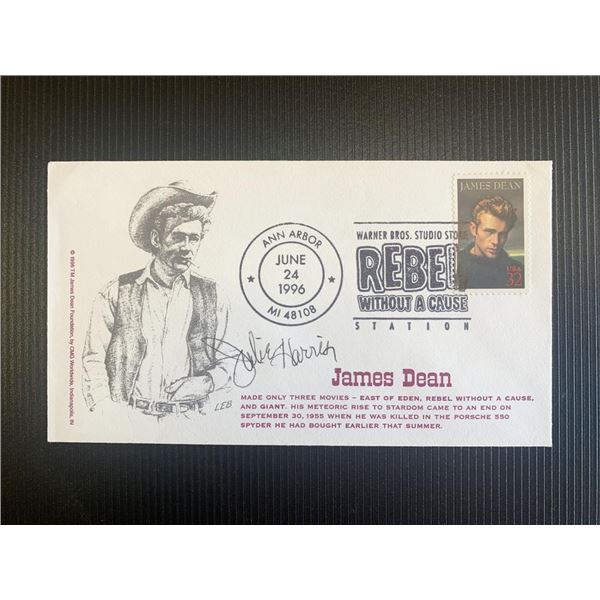 JAMES DEAN
USA
32
WARNER BROS. STUDIO STORE
REBEL
WITHOUT A CAUSE
STATION
ANN ARBOR
JUNE
24
1996
MI 48108
Julie Harris
LEB
James Dean
MADE ONLY THREE MOVIES – EAST OF EDEN, REBEL WITHOUT A CAUSE,
AND GIANT. HIS METEORIC RISE TO STARDOM CAME TO AN END ON
SEPTEMBER 30, 1955 WHEN HE WAS KILLED IN THE PORSCHE 550
SPYDER HE HAD BOUGHT EARLIER THAT SUMMER.
© 1996 TM James Dean Foundation, by CMG Worldwide, Indianapolis, IN